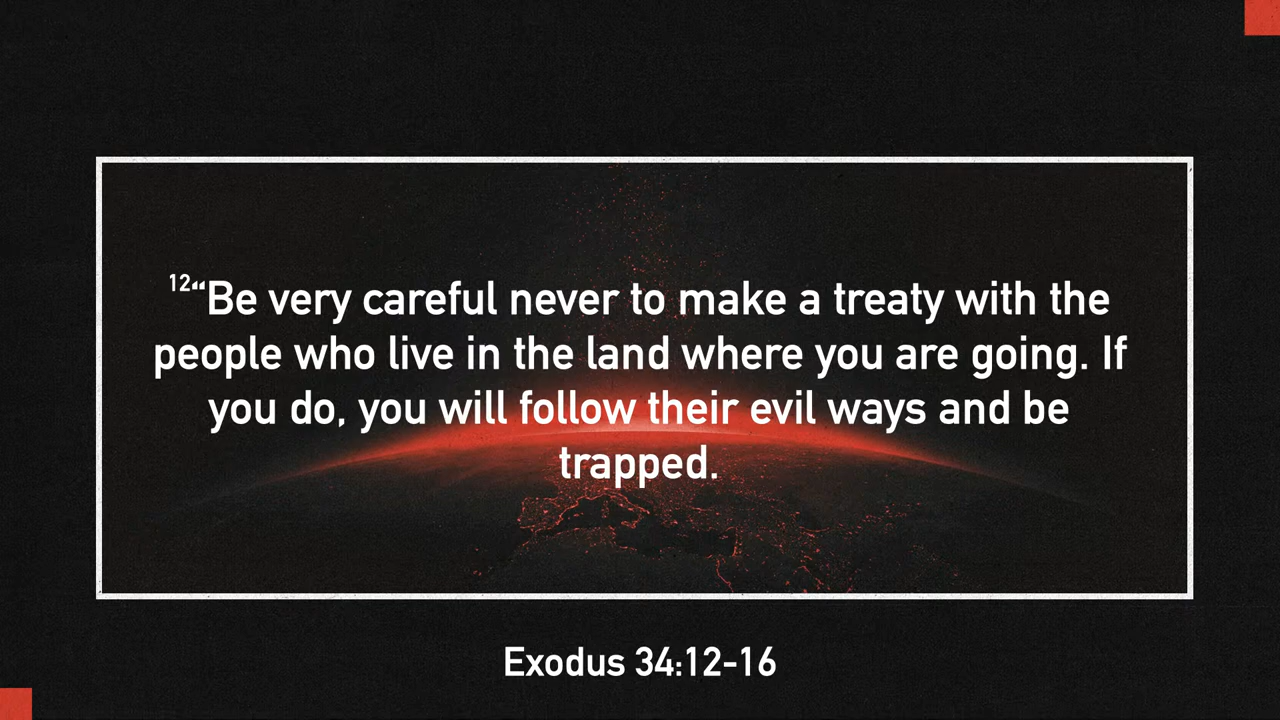 12“Be very careful never to make a treaty with the
people who live in the land where you are going. If
you do, you will follow their evil ways and be
trapped.
Exodus 34:12-16